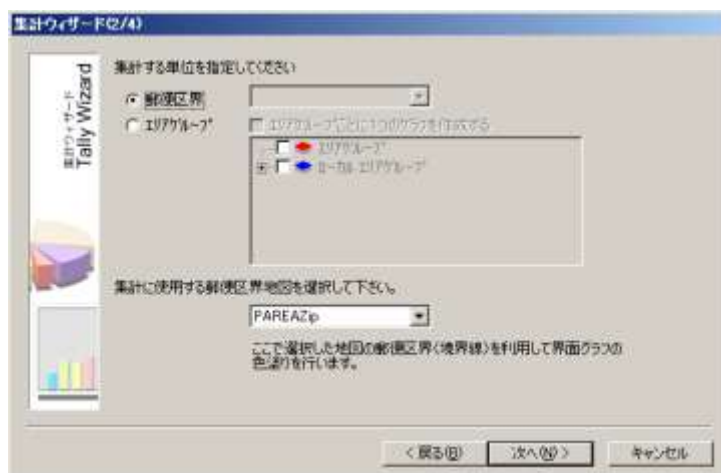 集計ウィザード(2/4)
集計ウィザード
Tally Wizard
集計する単位を指定してください
郵便区界
エリアグループ
エリアグループごとに1つのグラフを作成する
エリアグループ
ローカル エリアグループ
集計に使用する郵便区界地図を選択して下さい。
PAREAZip
ここで選択した地図の郵便区界(境界線)を利用して界面グラフの
色塗りを行います。
< 戻る(B)
次へ(N) >
キャンセル